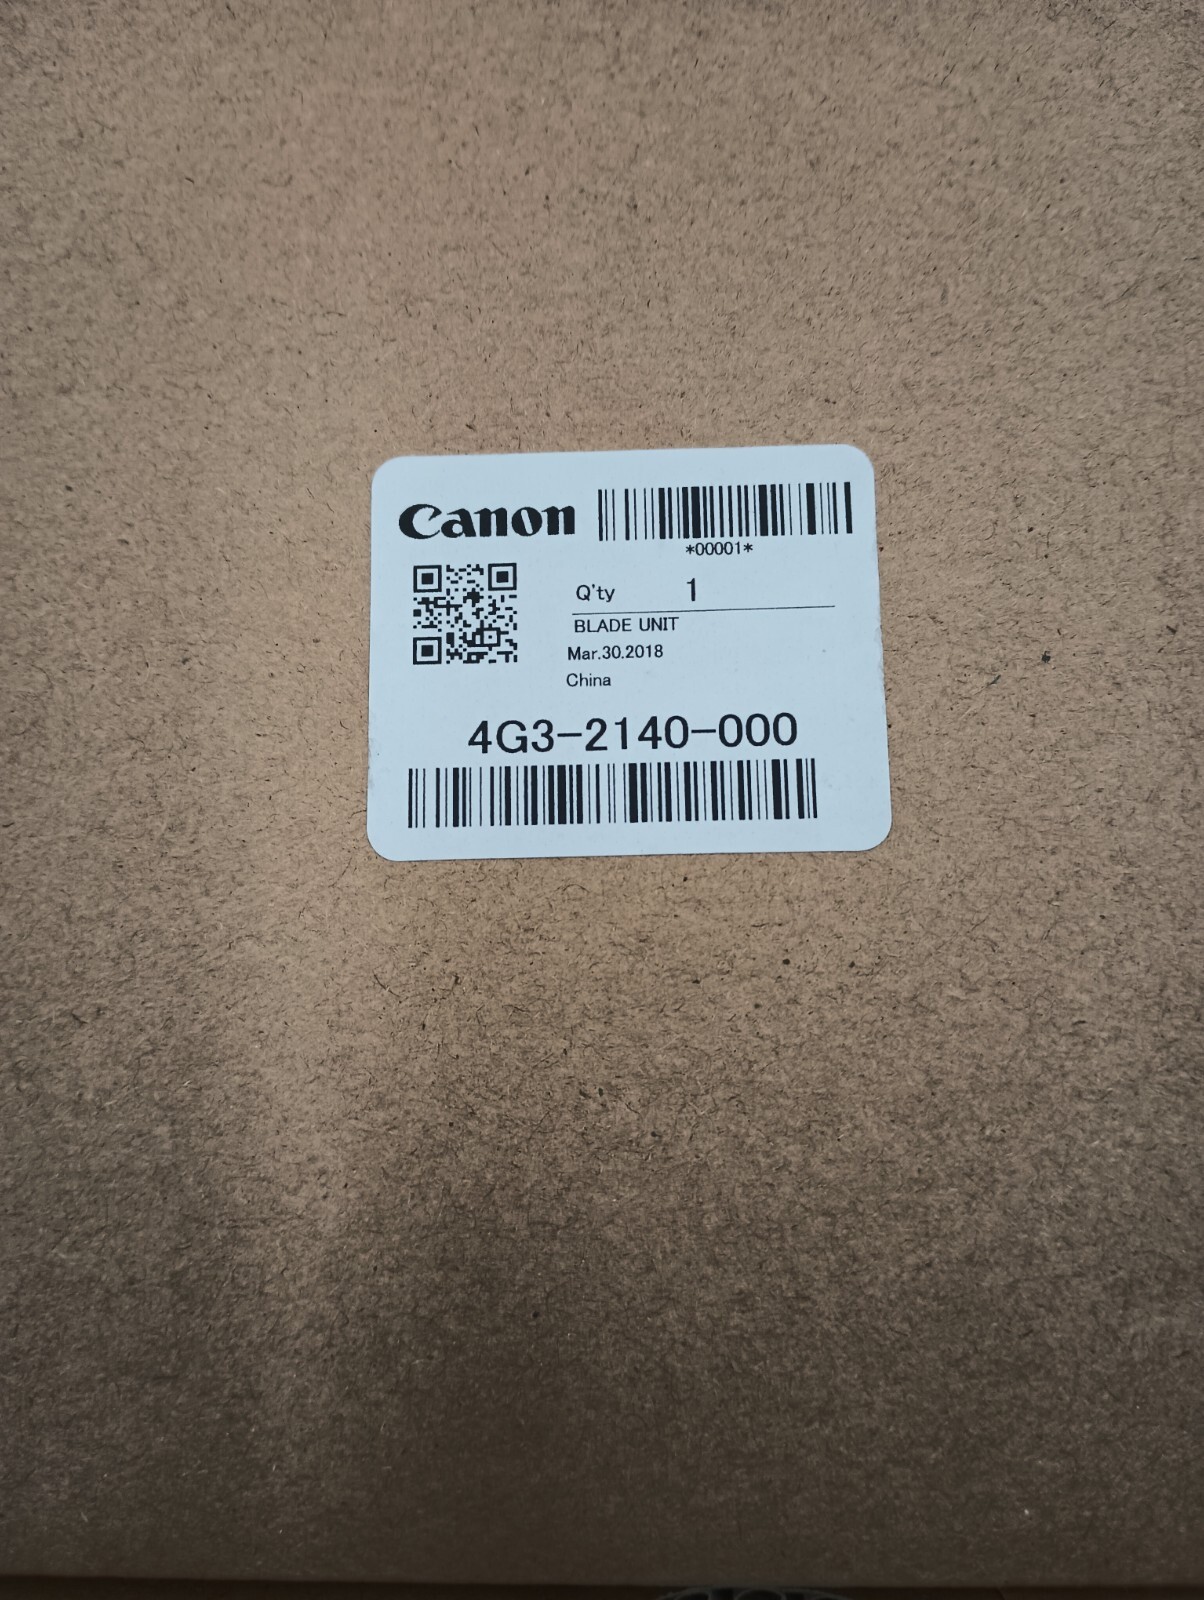 Canon
*00001*
Q'ty 1
BLADE UNIT
Mar.30.2018
China
4G3-2140-000